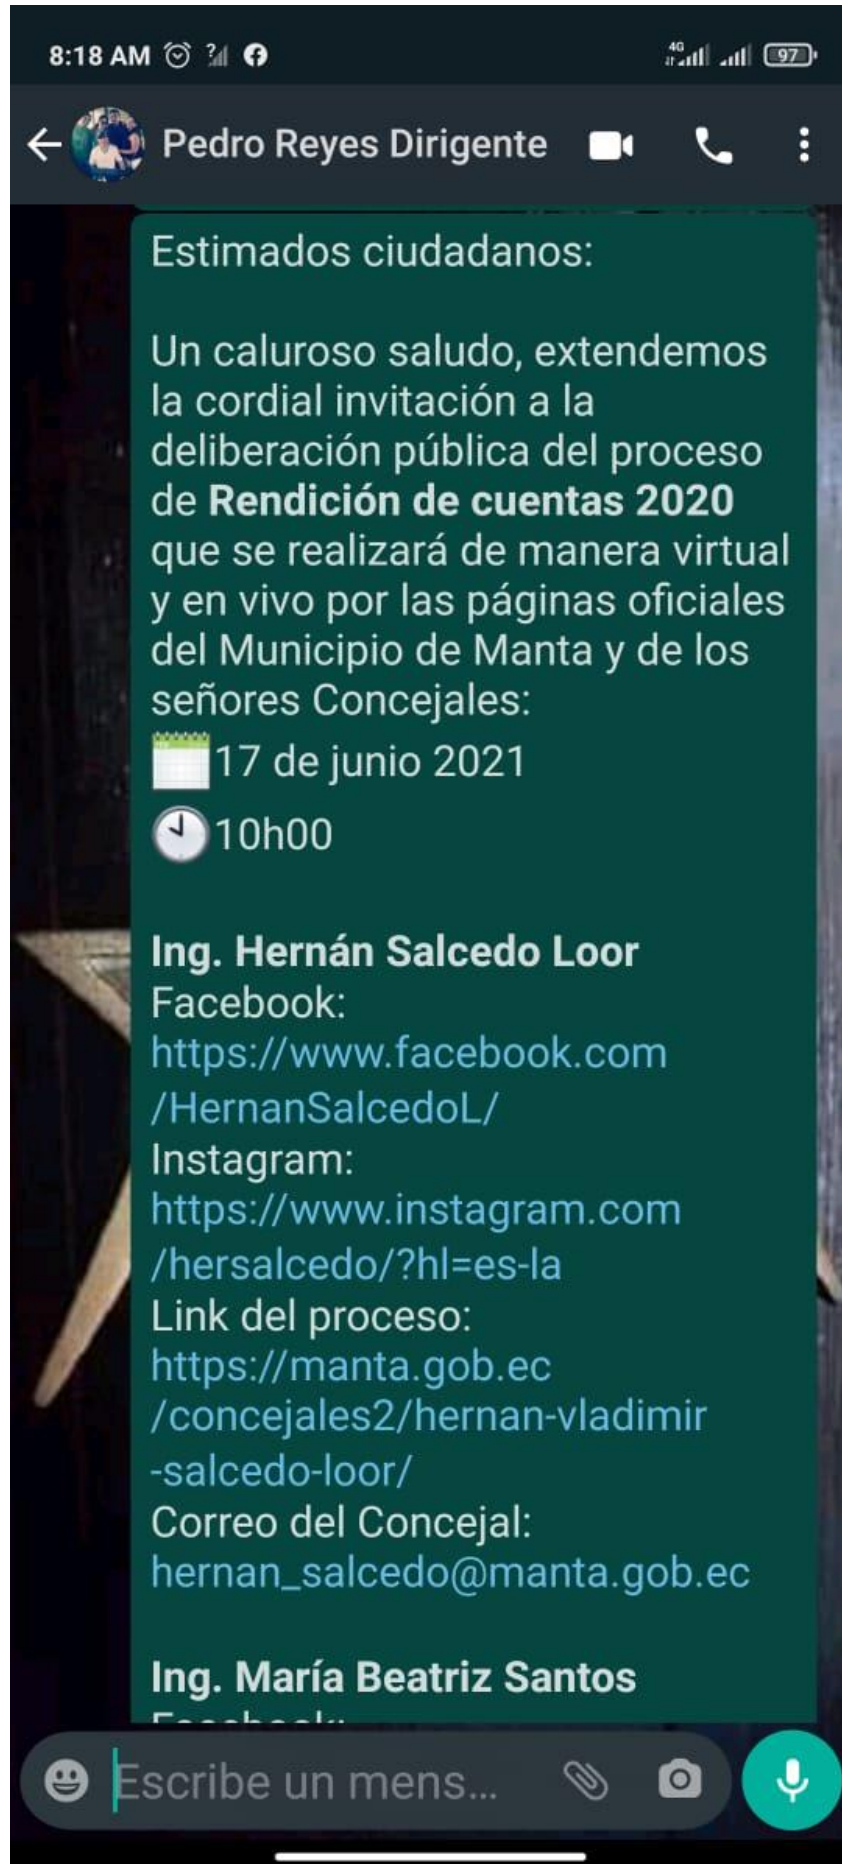 8:18 AM
4G
97
Pedro Reyes Dirigente
Estimados ciudadanos:
Un caluroso saludo, extendemos
la cordial invitación a la
deliberación pública del proceso
de Rendición de cuentas 2020
que se realizará de manera virtual
y en vivo por las páginas oficiales
del Municipio de Manta y de los
señores Concejales:
17 de junio 2021
10h00
Ing. Hernán Salcedo Loor
Facebook:
https://www.facebook.com
/HernanSalcedoL/
Instagram:
https://www.instagram.com
/hersalcedo/?hl=es-la
Link del proceso:
https://manta.gob.ec
/concejales2/hernan-vladimir
-salcedo-loor/
Correo del Concejal:
hernan_salcedo@manta.gob.ec
Ing. María Beatriz Santos
Escribe un mens...